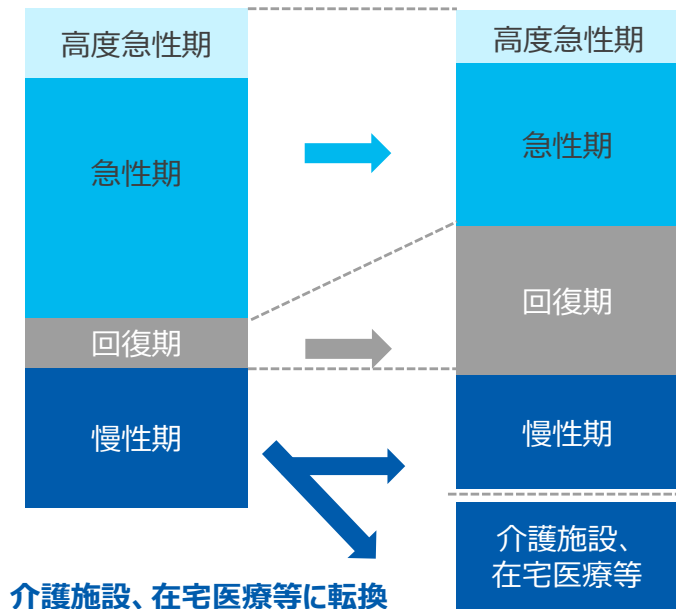 高度急性期
急性期
回復期
慢性期
高度急性期
急性期
回復期
慢性期
介護施設、
在宅医療等
介護施設、在宅医療等に転換